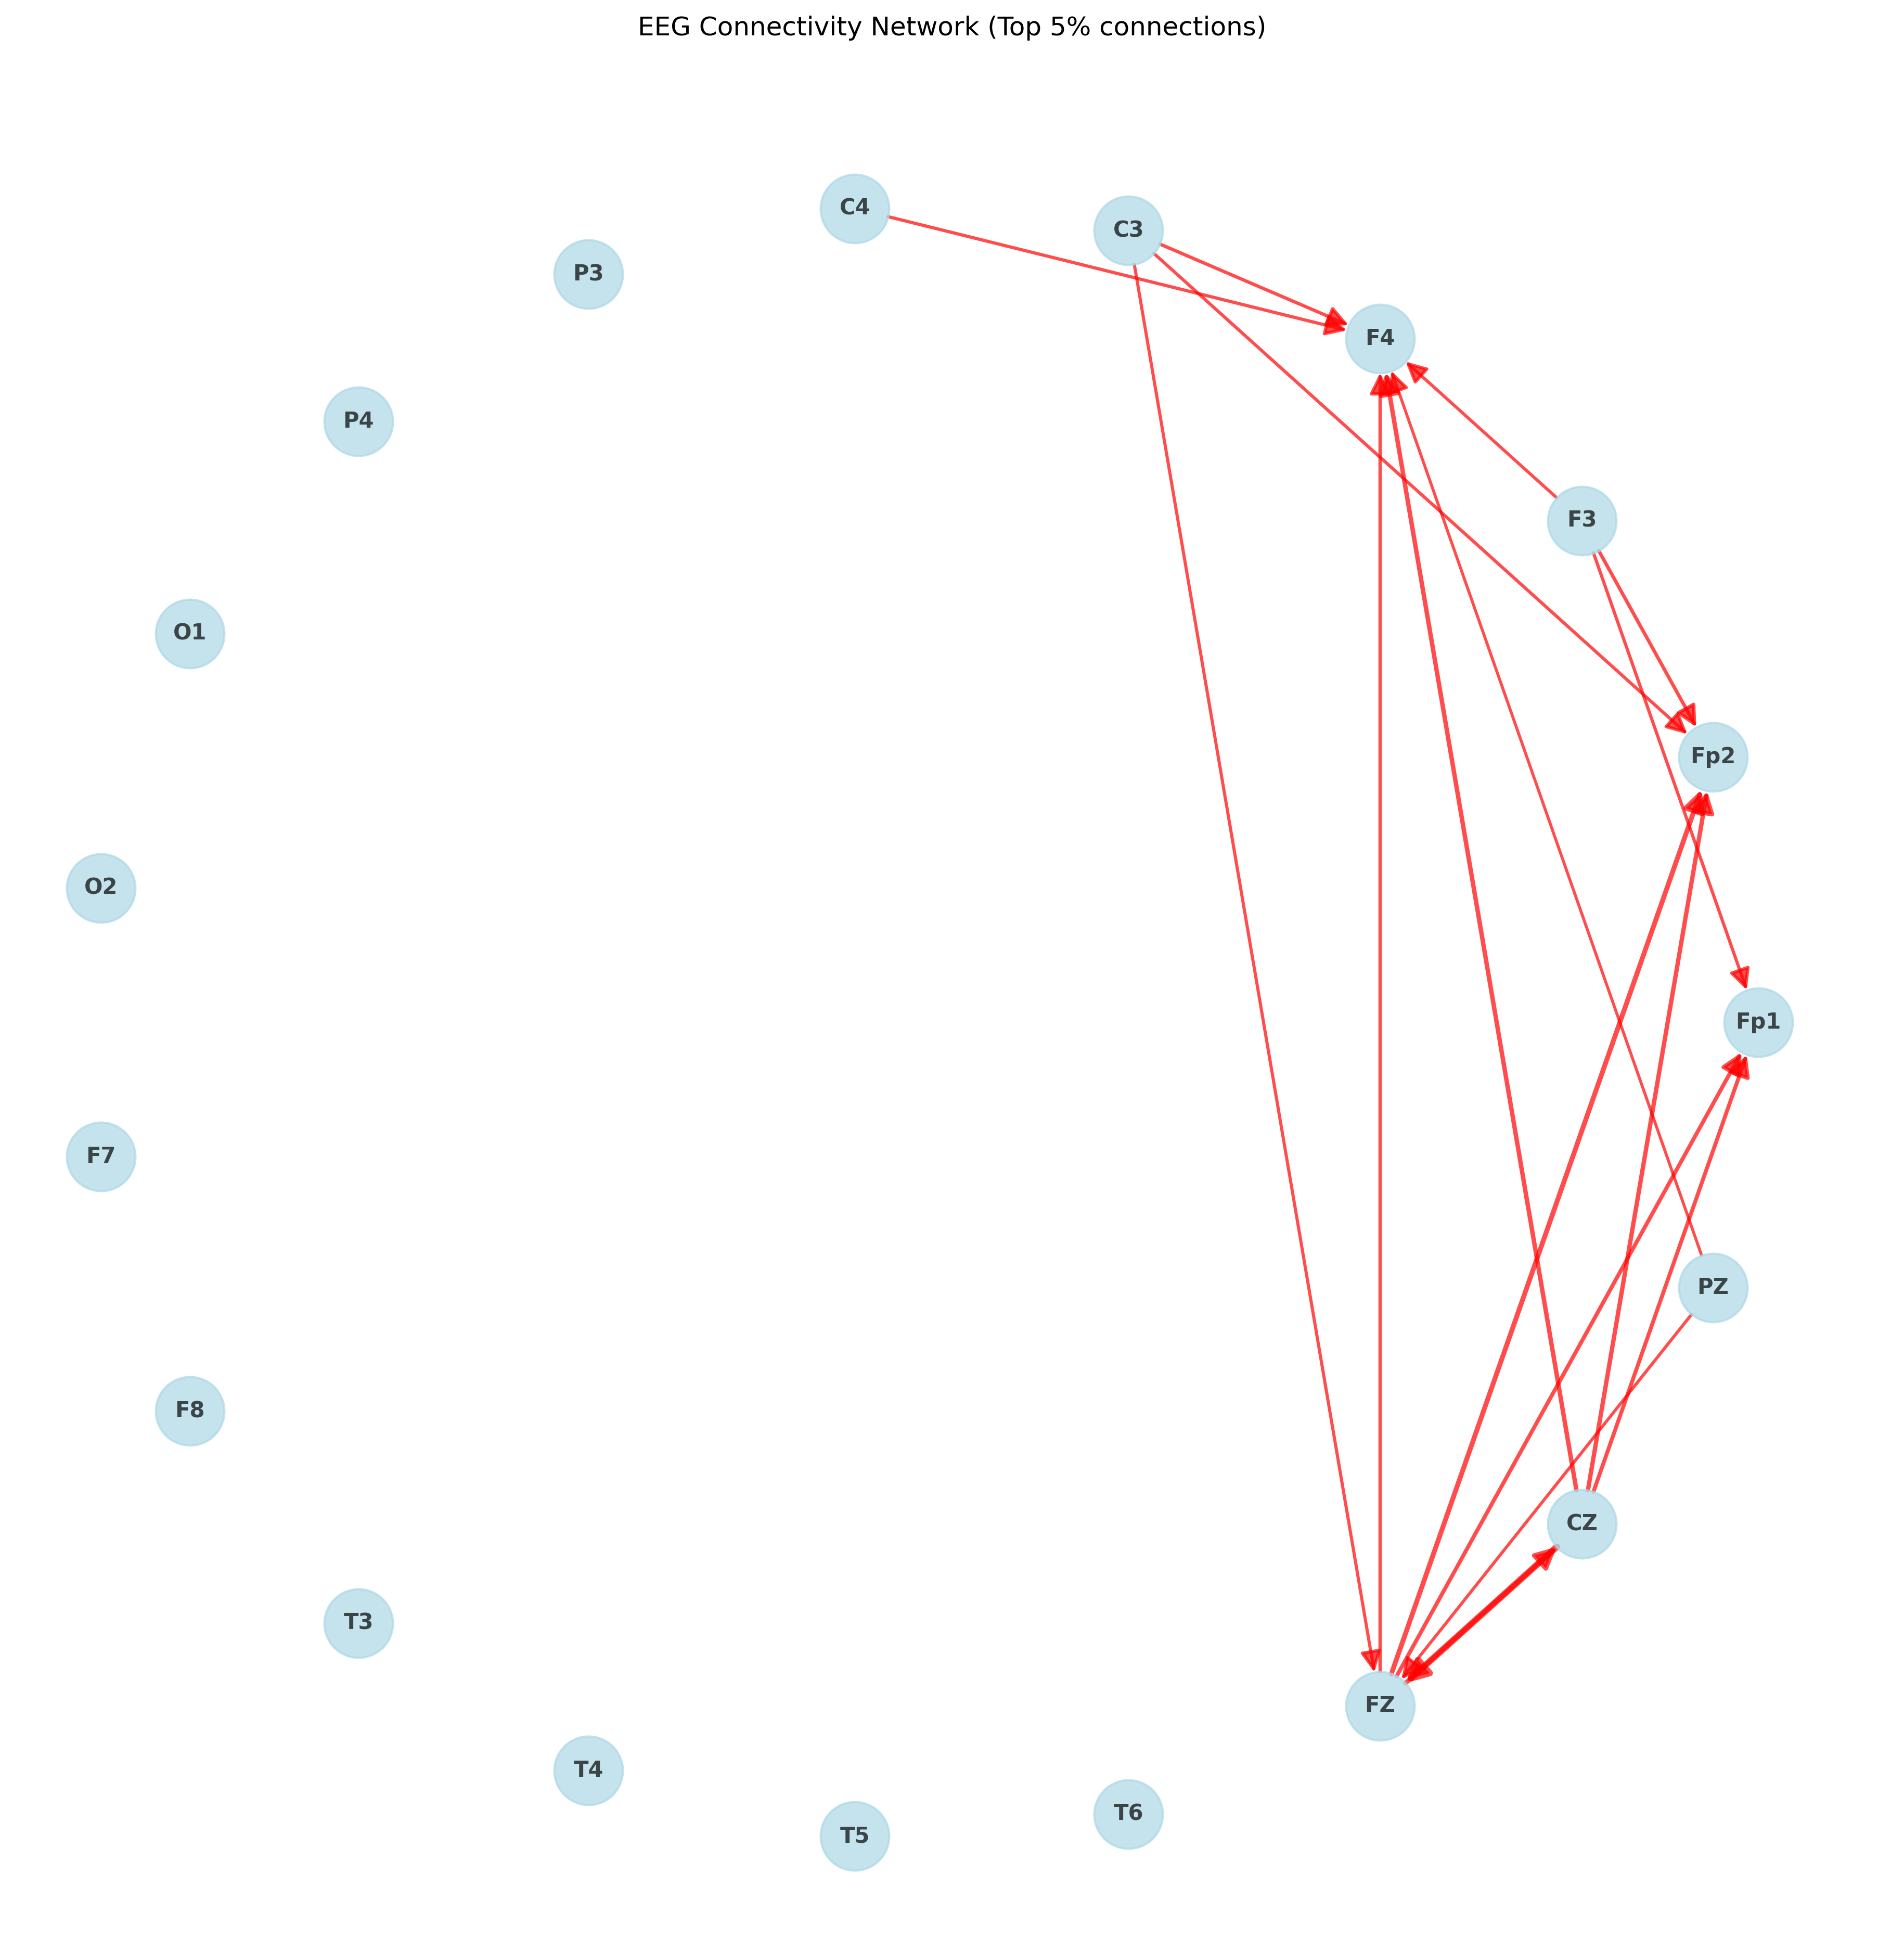 EEG Connectivity Network (Top 5% connections)
C4
C3
P3
F4
P4
F3
O1
Fp2
O2
Fp1
F7
PZ
F8
CZ
T3
FZ
T4
T6
T5